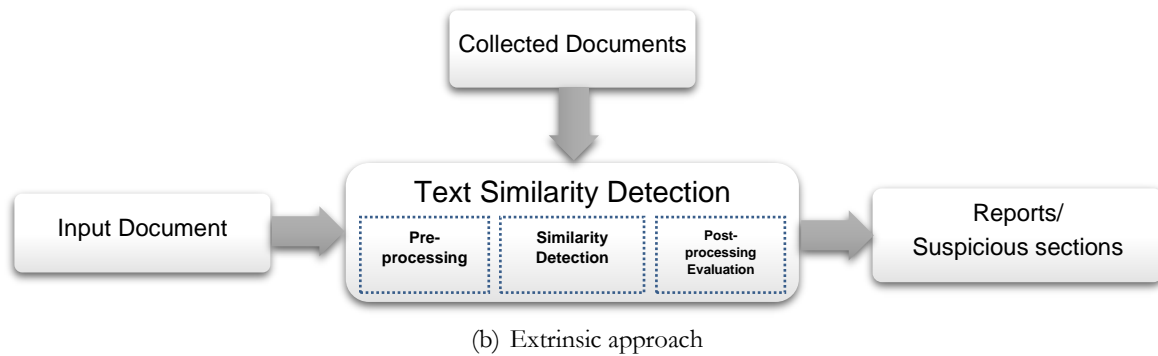 Collected Documents
Input Document
Text Similarity Detection
Pre-
processing
Similarity
Detection
Post-
processing
Evaluation
Reports/
Suspicious sections
(b) Extrinsic approach